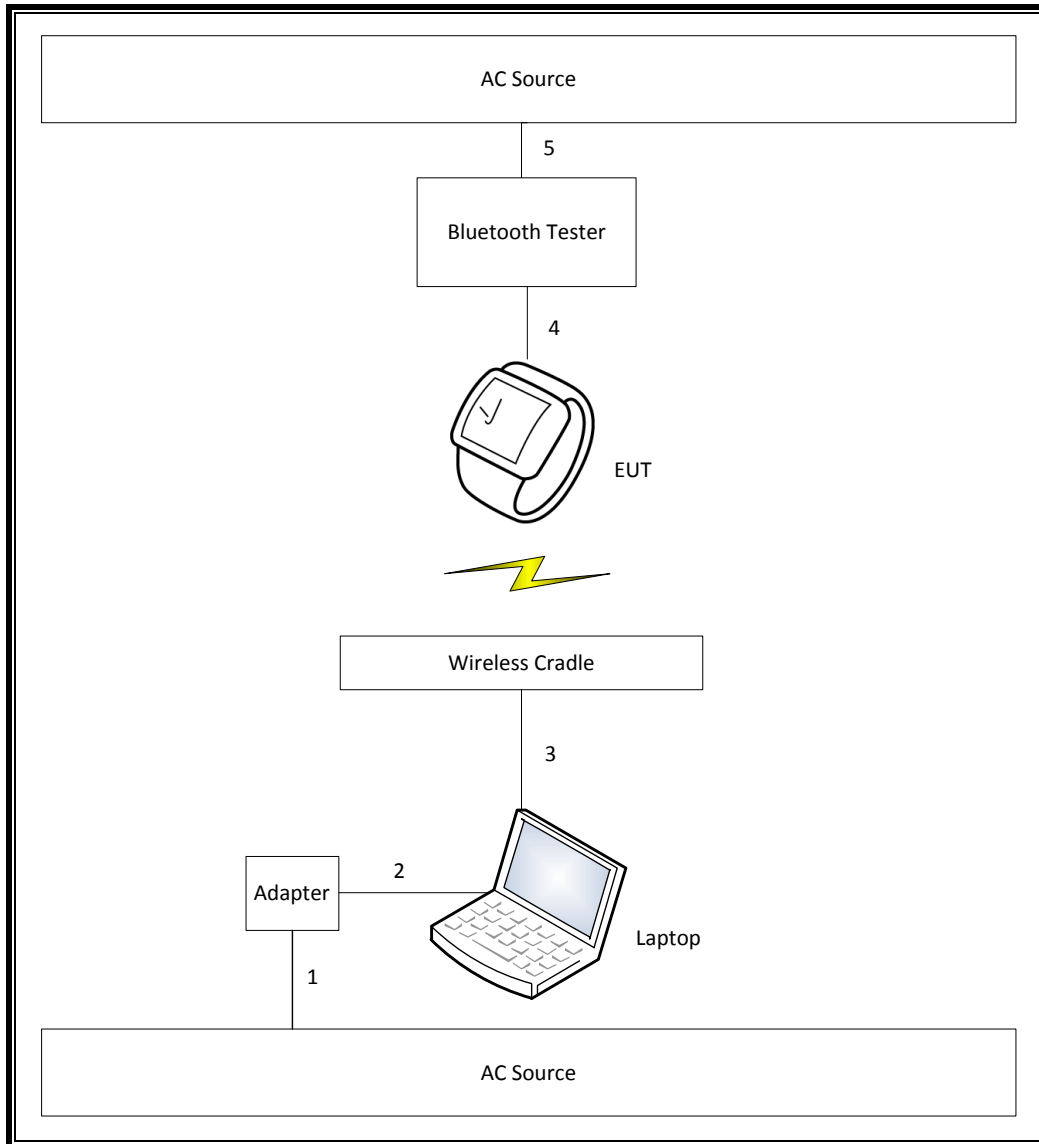 AC Source
5
Bluetooth Tester
4
EUT
Wireless Cradle
3
2
Adapter
Laptop
1
AC Source